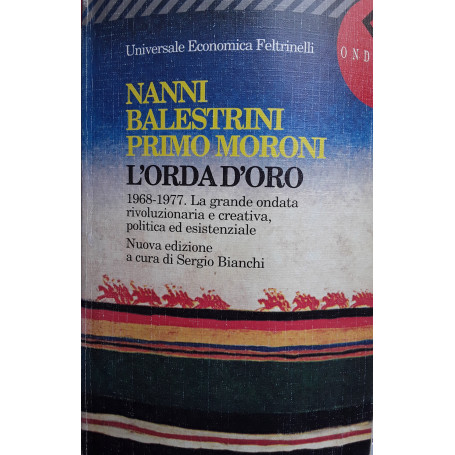 Universale Economica Feltrinelli
OND
NANNI
BALESTRINI
PRIMO MORONI
L'ORDA D'ORO
1968-1977. La grande ondata
rivoluzionaria e creativa,
politica ed esistenziale
Nuova edizione
a cura di Sergio Bianchi